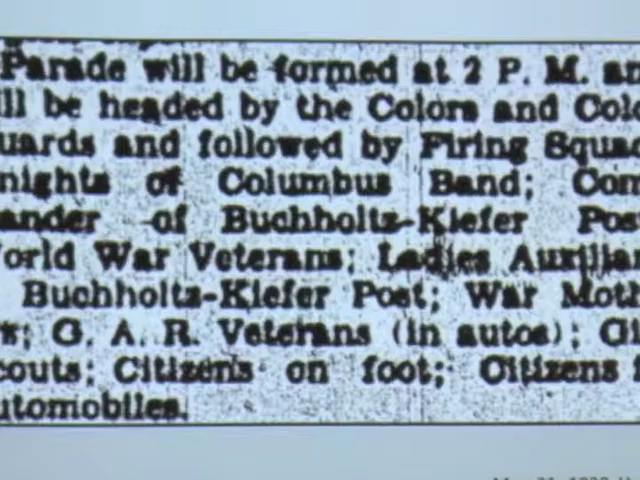 Parade will be formed at 2 P. M. an
ll be headed by the Colors and Colo
uards and followed by Firing Squad
nights of Columbus Band; Com
ander of Buchholtz-Kiefer Pos
orld War Veterans; Ladies Auxiliar
Buchholtz-Kiefer Post; War Moth
s; G. A. R. Veterans (in autos); Gi
couts; Citizens on foot; Citizens i
utomobiles.